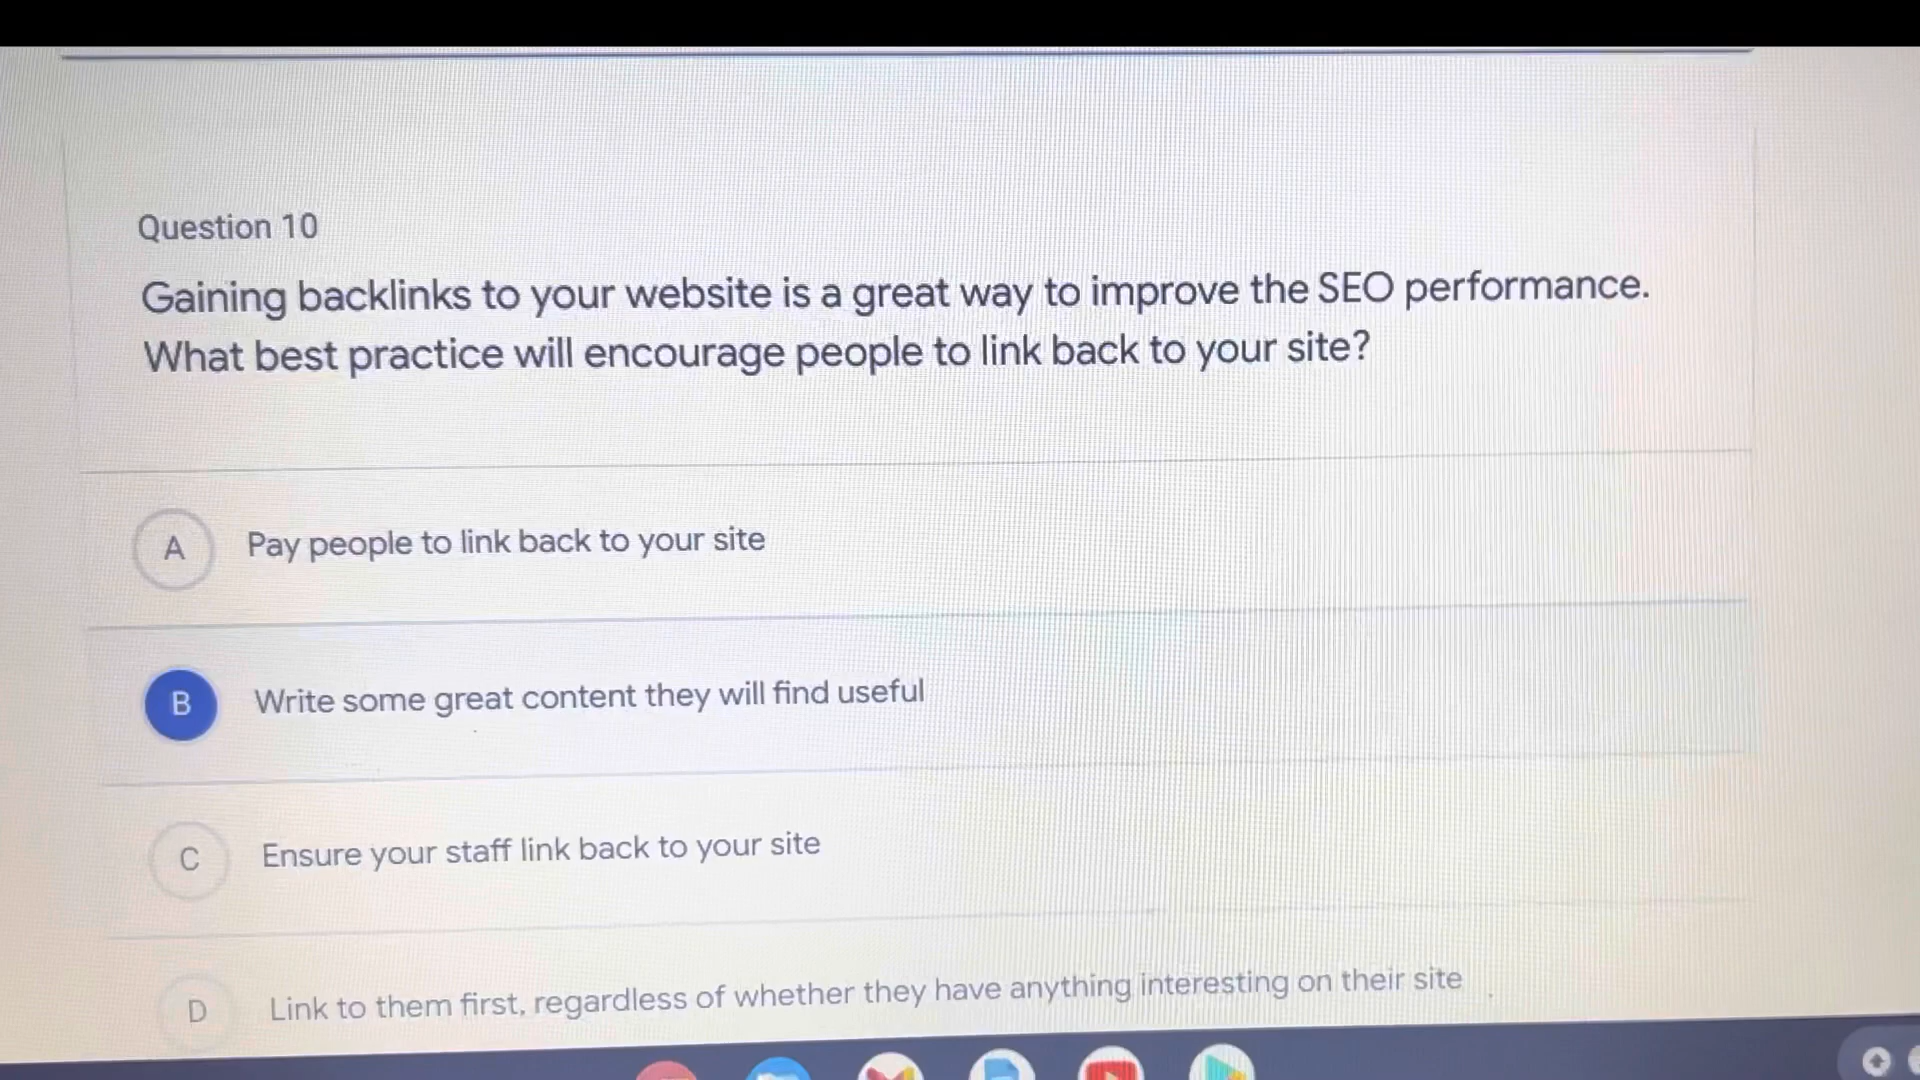 Question 10
Gaining backlinks to your website is a great way to improve the SEO performance.
What best practice will encourage people to link back to your site?
A Pay people to link back to your site
B Write some great content they will find useful
C Ensure your staff link back to your site
D Link to them first, regardless of whether they have anything interesting on their site